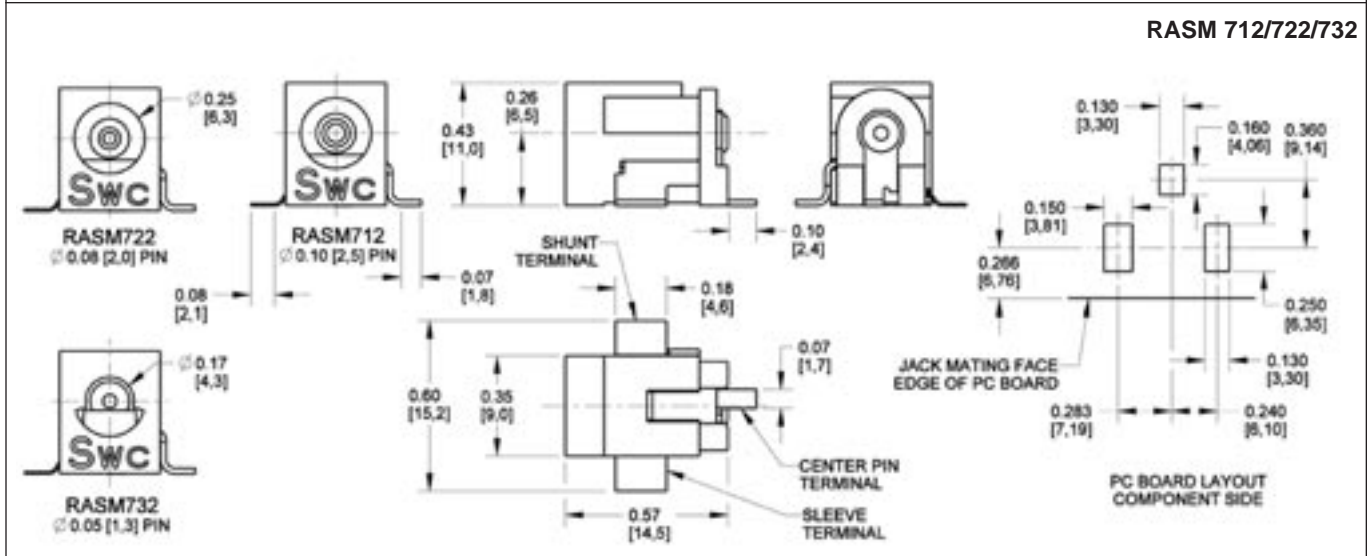 RASM 712/722/732
Ø 0.25
[6,3]
SWC
RASM722
Ø 0.08 [2,0] PIN
SWC
RASM712
Ø 0.10 [2,5] PIN
0.08
[2,1]
0.07
[1,8]
0.43
[11,0]
0.26
[6,5]
0.10
[2,4]
0.130
[3,30]
0.160
[4,06]
0.360
[9,14]
0.150
[3,81]
0.266
[6,76]
0.250
[6,35]
0.130
[3,30]
JACK MATING FACE
EDGE OF PC BOARD
0.283
[7,19]
0.240
[6,10]
PC BOARD LAYOUT
COMPONENT SIDE
Ø 0.17
[4,3]
SWC
RASM732
Ø 0.05 [1,3] PIN
SHUNT
TERMINAL
0.18
[4,6]
0.07
[1,7]
0.60
[15,2]
0.35
[9,0]
CENTER PIN
TERMINAL
SLEEVE
TERMINAL
0.57
[14,5]